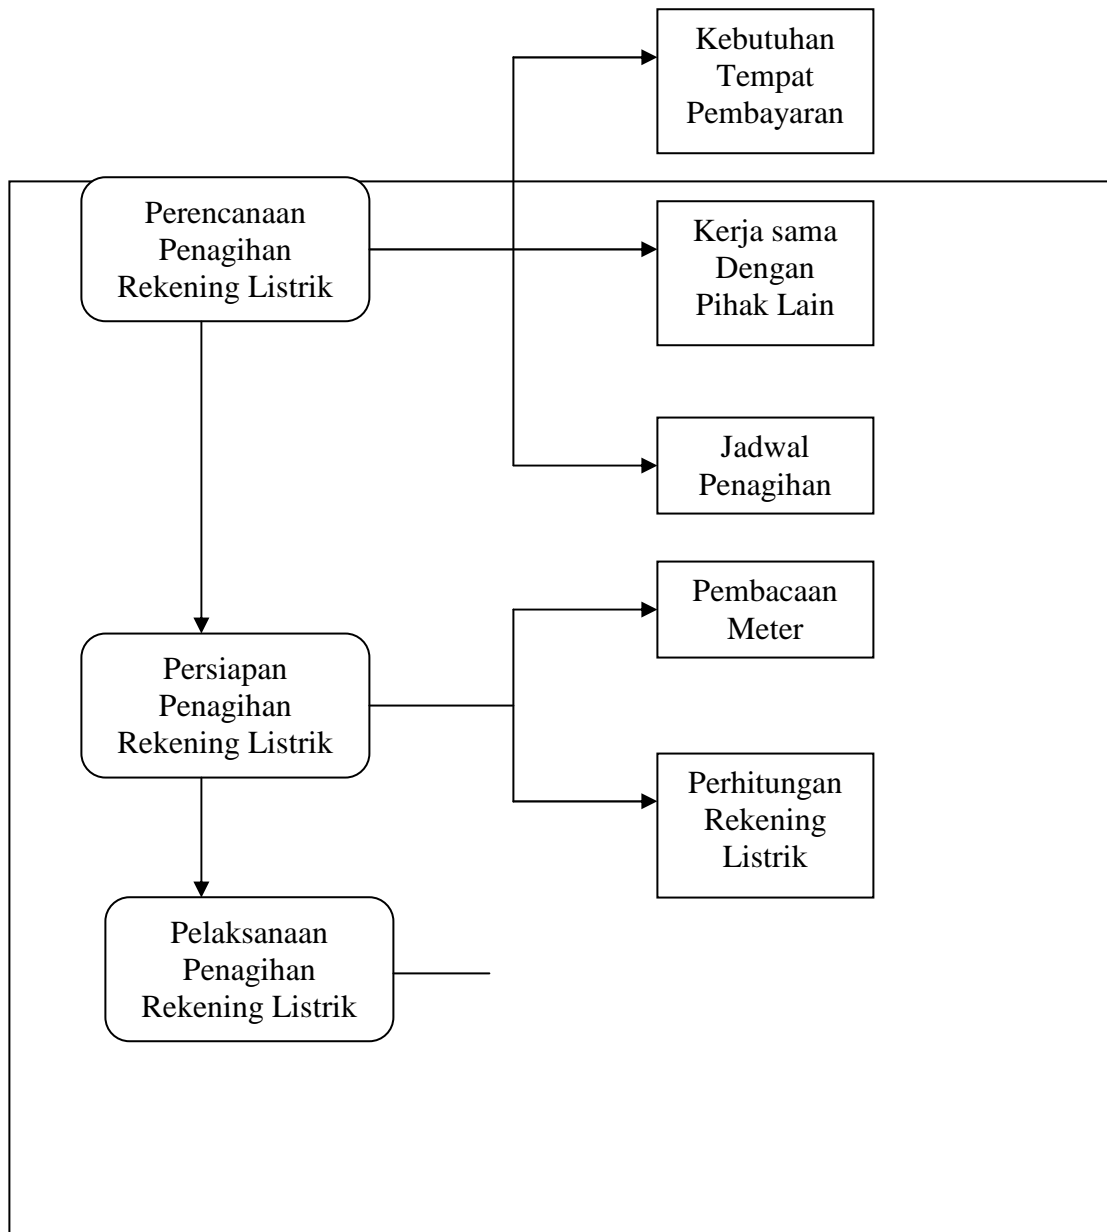 Kebutuhan
Tempat
Pembayaran
Perencanaan
Penagihan
Rekening Listrik
Kerja sama
Dengan
Pihak Lain
Jadwal
Penagihan
Pembacaan
Meter
Persiapan
Penagihan
Rekening Listrik
Perhitungan
Rekening
Listrik
Pelaksanaan
Penagihan
Rekening Listrik